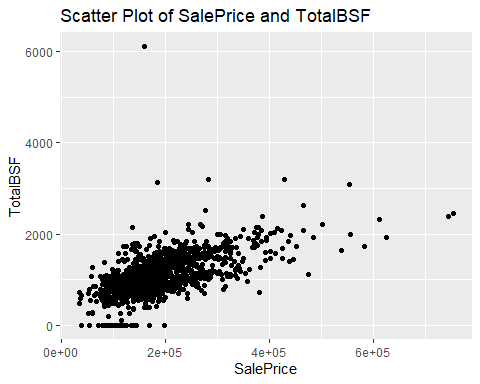 Scatter Plot of SalePrice and TotalBSF
6000
4000
2000
0
TotalBSF
0e+00 2e+05 4e+05 6e+05
SalePrice